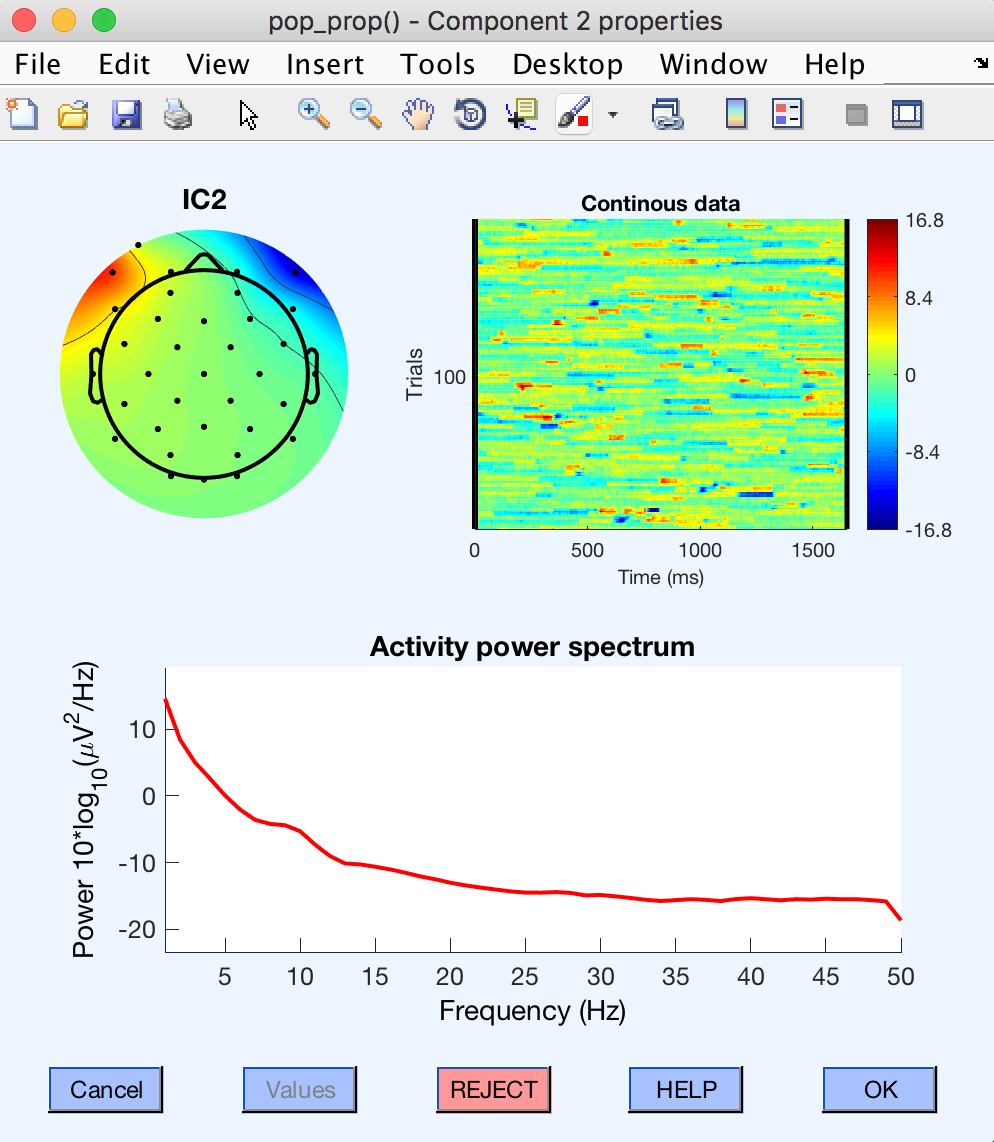 pop_prop() - Component 2 properties
File Edit View Insert Tools Desktop Window Help
IC2
Continous data
Trials
100
0 500 1000 1500
Time (ms)
16.8
8.4
0
-8.4
-16.8
Activity power spectrum
Power 10*log10(μV2/Hz)
10
0
-10
-20
5 10 15 20 25 30 35 40 45 50
Frequency (Hz)
Cancel Values REJECT HELP OK